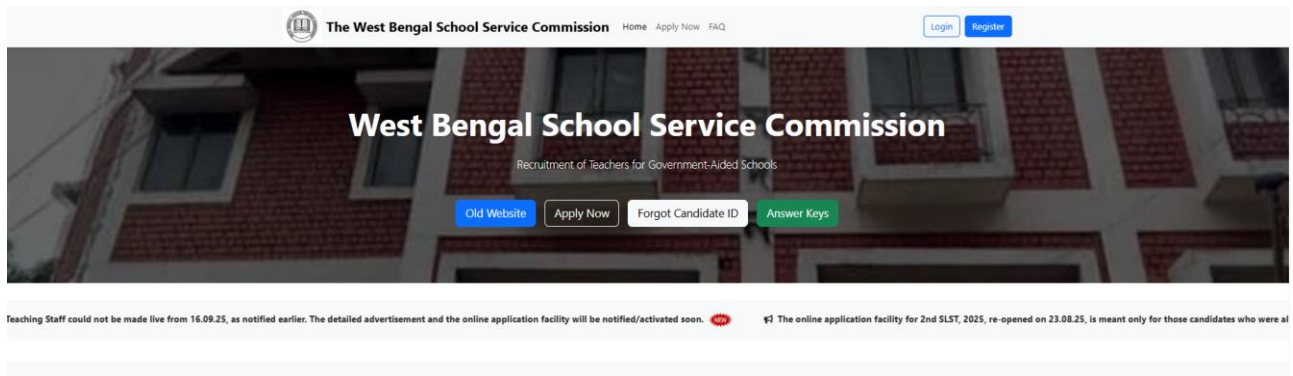 The West Bengal School Service Commission Home Apply Now FAQ Login Register
West Bengal School Service Commission
Recruitment of Teachers for Government-Aided Schools
Old Website Apply Now Forgot Candidate ID Answer Keys
Teaching Staff could not be made live from 16.09.25, as notified earlier. The detailed advertisement and the online application facility will be notified/activated soon. NEW The online application facility for 2nd SLST, 2025, re-opened on 23.08.25, is meant only for those candidates who were al